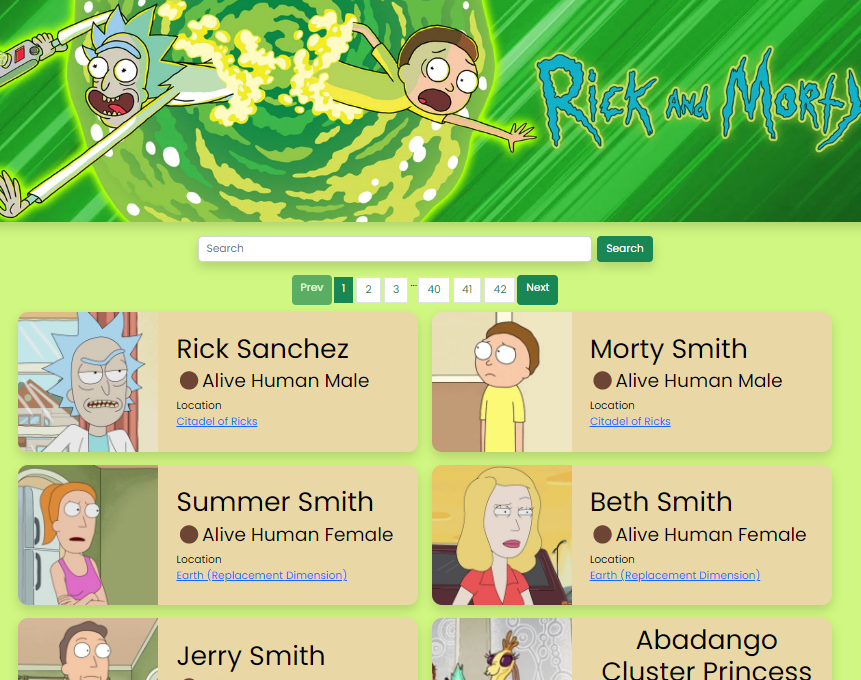 Rick and Morty
Search
Search
Prev 1 2 3 ... 40 41 42 Next
Rick Sanchez
Alive Human Male
Location
Citadel of Ricks
Morty Smith
Alive Human Male
Location
Citadel of Ricks
Summer Smith
Alive Human Female
Location
Earth (Replacement Dimension)
Beth Smith
Alive Human Female
Location
Earth (Replacement Dimension)
Jerry Smith
Abadango
Cluster Princess